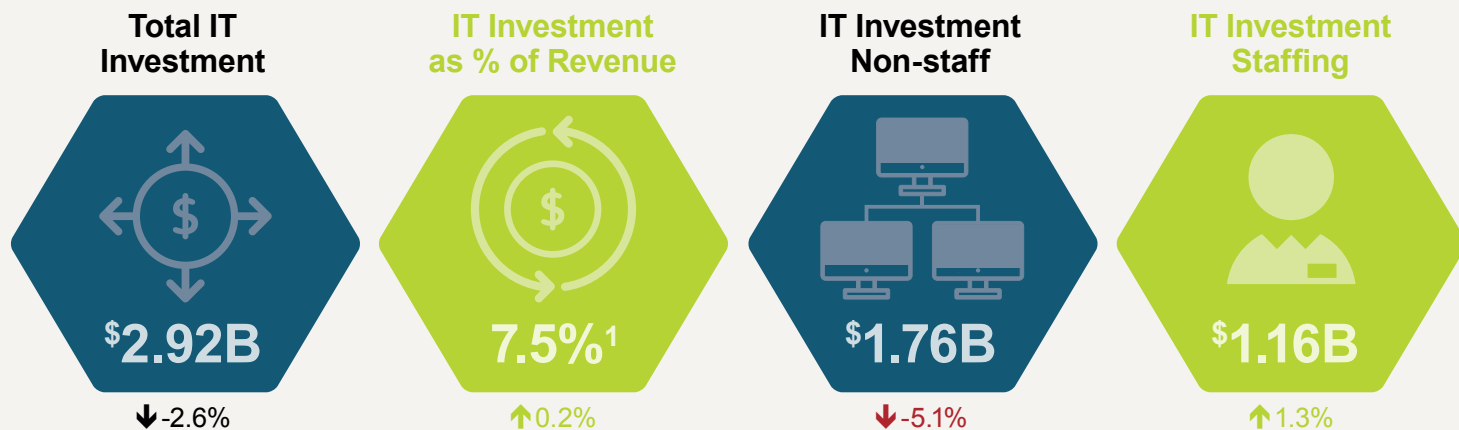 Total IT
Investment
$
$2.92B
↓-2.6%
IT Investment
as % of Revenue
$
7.5%¹
↑0.2%
IT Investment
Non-staff
$1.76B
↓-5.1%
IT Investment
Staffing
$1.16B
↑1.3%